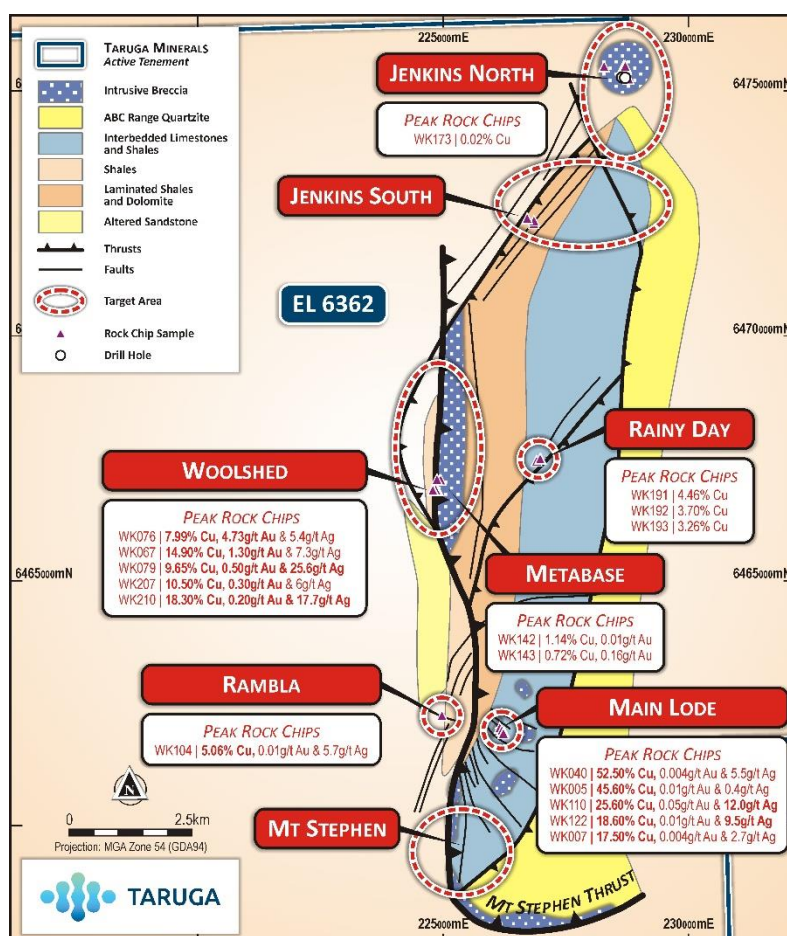 225000mE
230000mE
TARUGA MINERALS
Active Tenement
Intrusive Breccia
ABC Range Quartzite
Interbedded Limestones
and Shales
Shales
Laminated Shales
and Dolomite
Altered Sandstone
Thrusts
Faults
Target Area
Rock Chip Sample
Drill Hole
6
6475000mN
JENKINS NORTH
PEAK ROCK CHIPS
WK173 | 0.02% Cu
JENKINS SOUTH
EL 6362
6
6470000mN
WOOLSHED
PEAK ROCK CHIPS
WK076 | 7.99% Cu, 4.73g/t Au & 5.4g/t Ag
WK067 | 14.90% Cu, 1.30g/t Au & 7.3g/t Ag
WK079 | 9.65% Cu, 0.50g/t Au & 25.6g/t Ag
WK207 | 10.50% Cu, 0.30g/t Au & 6g/t Ag
WK210 | 18.30% Cu, 0.20g/t Au & 17.7g/t Ag
RAINY DAY
PEAK ROCK CHIPS
WK191 | 4.46% Cu
WK192 | 3.70% Cu
WK193 | 3.26% Cu
6465000mN
6465000mN
METABASE
PEAK ROCK CHIPS
WK142 | 1.14% Cu, 0.01g/t Au
WK143 | 0.72% Cu, 0.16g/t Au
RAMBLA
PEAK ROCK CHIPS
WK104 | 5.06% Cu, 0.01g/t Au & 5.7g/t Ag
MAIN LODE
PEAK ROCK CHIPS
WK040 | 52.50% Cu, 0.004g/t Au & 5.5g/t Ag
WK005 | 45.60% Cu, 0.01g/t Au & 0.4g/t Ag
WK110 | 25.60% Cu, 0.05g/t Au & 12.0g/t Ag
WK122 | 18.60% Cu, 0.01g/t Au & 9.5g/t Ag
WK007 | 17.50% Cu, 0.004g/t Au & 2.7g/t Ag
N
0 2.5km
Projection: MGA Zone 54 (GDA94)
MT STEPHEN
MT STEPHEN THRUST
TARUGA
225000mE
230000mE